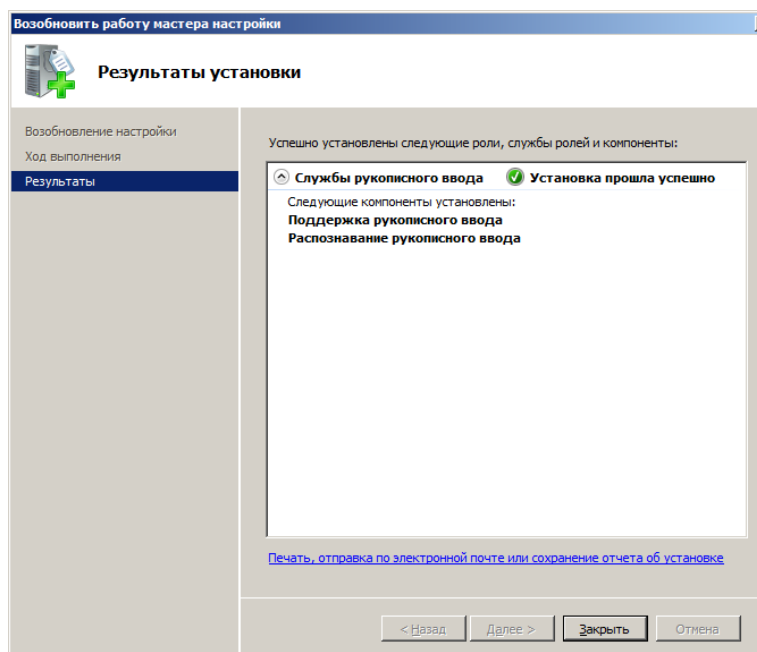 Возобновить работу мастера настройки
Результаты установки
Возобновление настройки
Ход выполнения
Результаты
Успешно установлены следующие роли, службы ролей и компоненты:
Службы рукописного ввода Установка прошла успешно
Следующие компоненты установлены:
Поддержка рукописного ввода
Распознавание рукописного ввода
Печать, отправка по электронной почте или сохранение отчета об установке
< Назад Далее > Закрыть Отмена